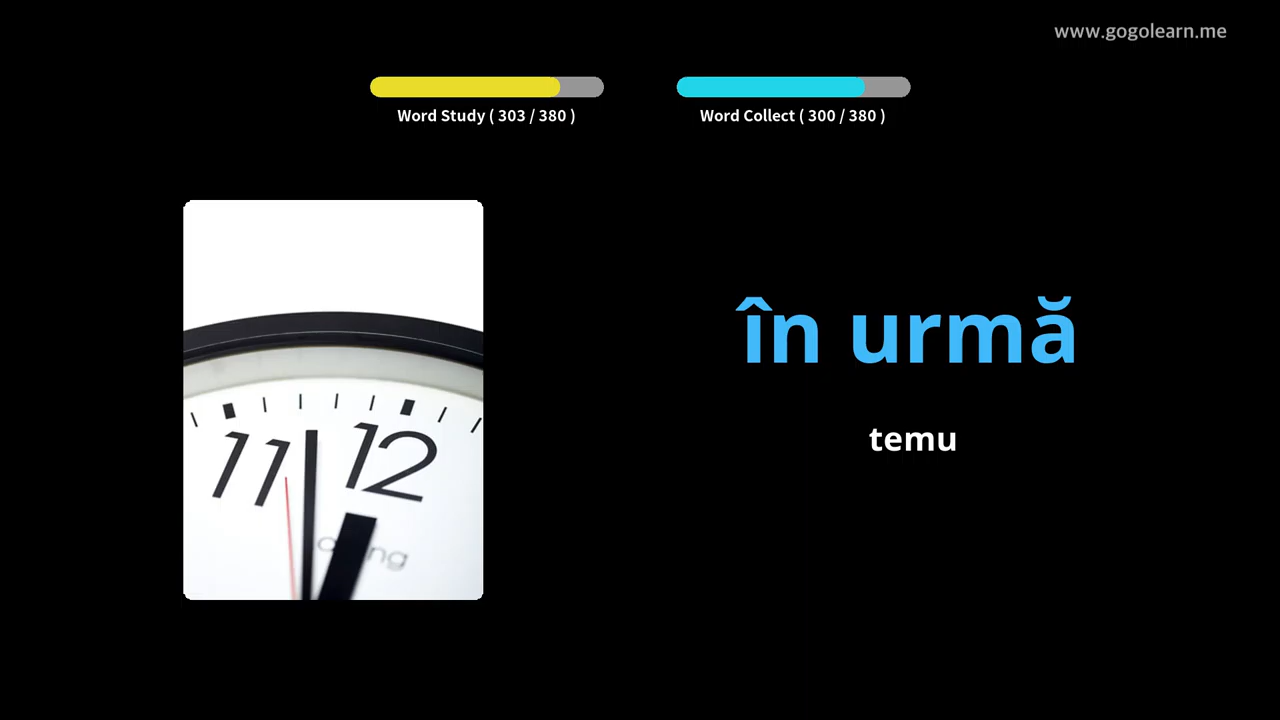 www.gogolearn.me
Word Study ( 303 / 380 )
Word Collect ( 300 / 380 )
în urmă
temu
11
12